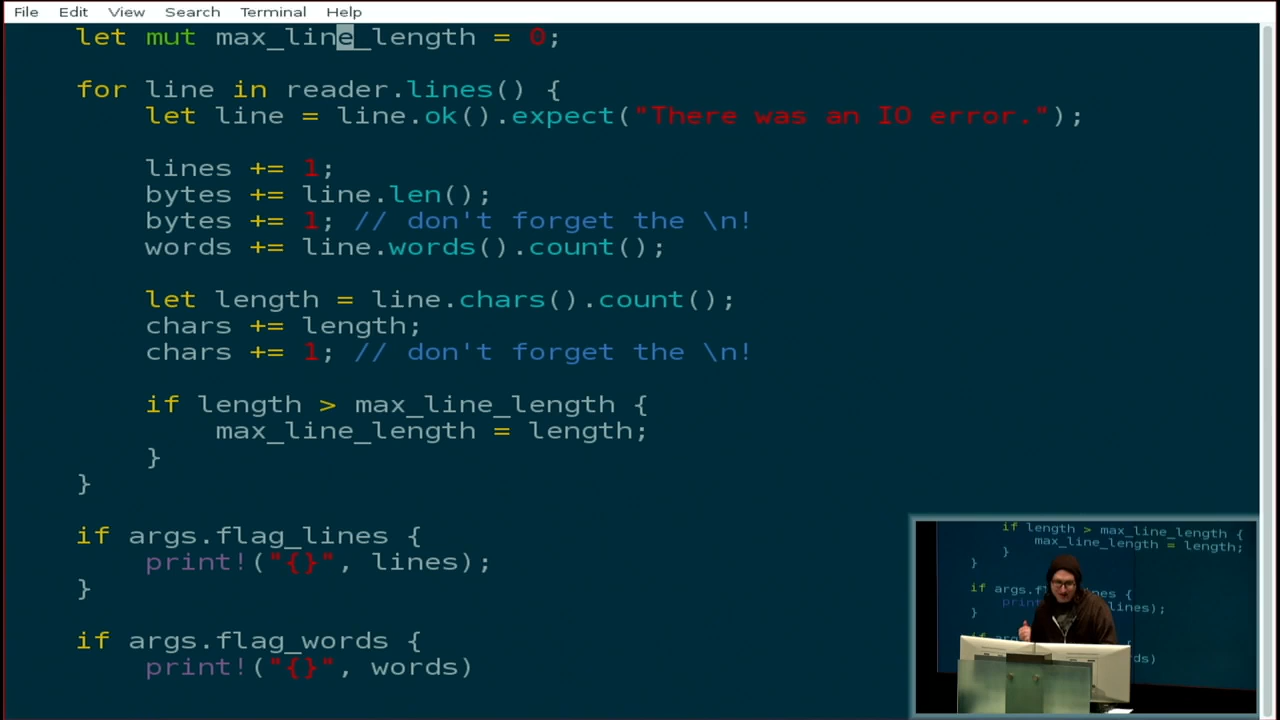 File Edit View Search Terminal Help
let mut max_line_length = 0;
for line in reader.lines() {
let line = line.ok().expect("There was an IO error.");
lines += 1;
bytes += line.len();
bytes += 1; // don't forget the \n!
words += line.words().count();
let length = line.chars().count();
chars += length;
chars += 1; // don't forget the \n!
if length > max_line_length {
max_line_length = length;
}
}
if args.flag_lines {
print!("{}", lines);
}
if args.flag_words {
print!("{}", words)
if length > max_line_length {
max_line_length = length;
}
}
if args.
lines);
}